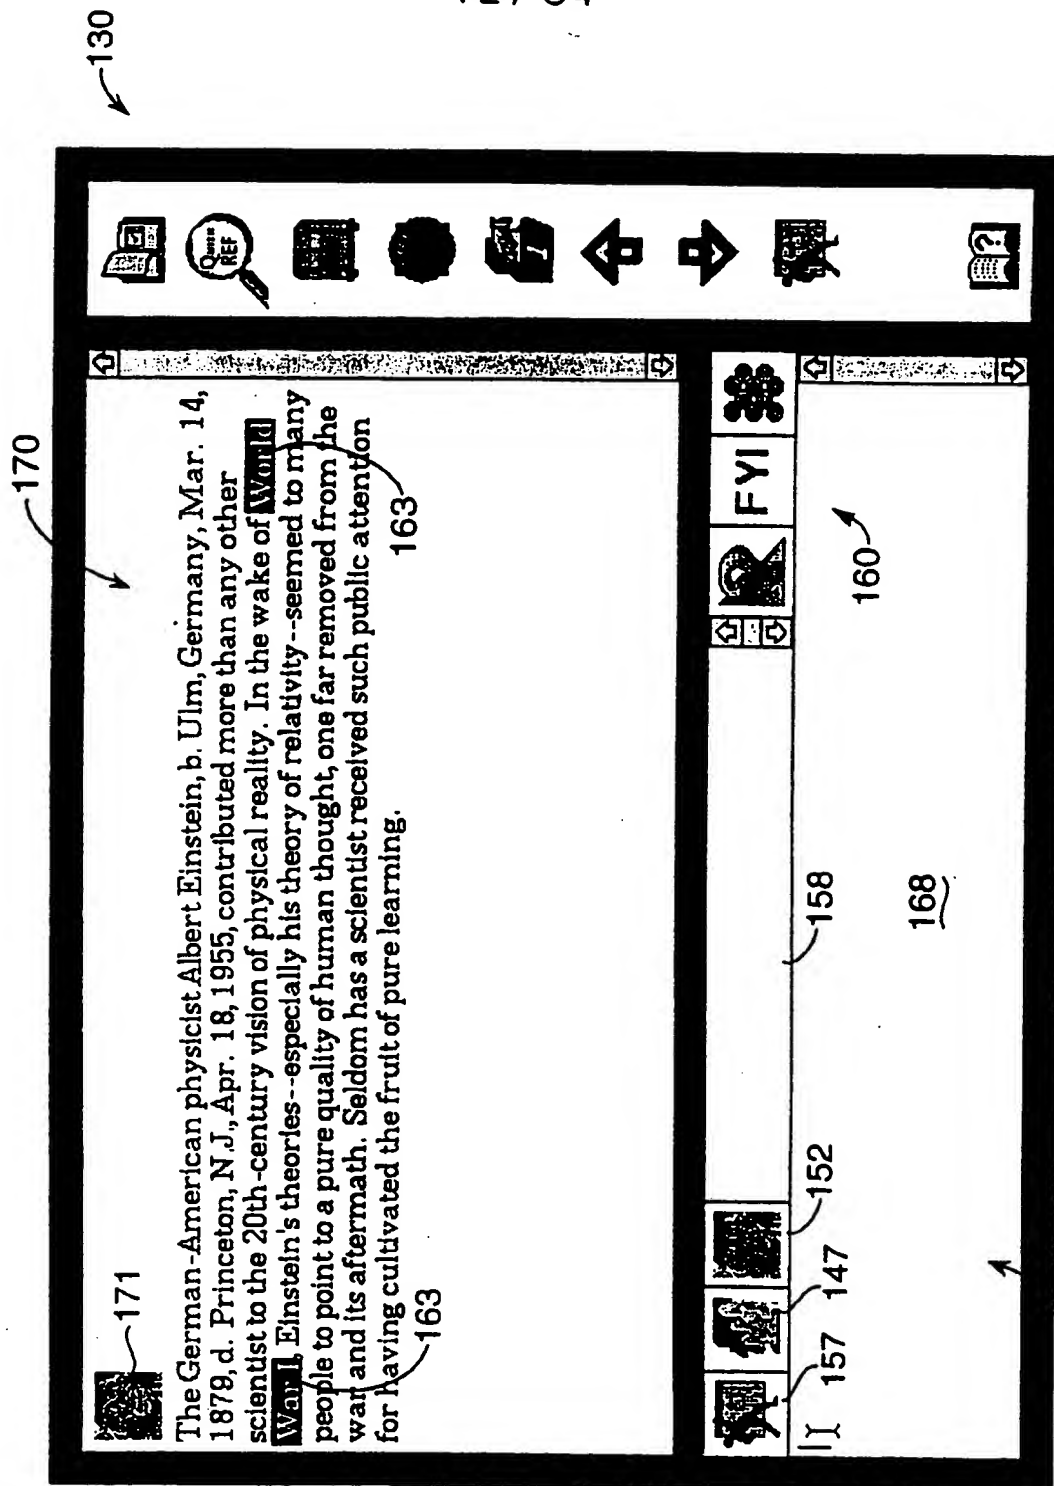 130
170
171
The German-American physicist Albert Einstein, b. Ulm, Germany, Mar. 14,
1879, d. Princeton, N.J., Apr. 18, 1955, contributed more than any other
scientist to the 20th-century vision of physical reality. In the wake of World
War I, Einstein's theories--especially his theory of relativity--seemed to many
people to point to a pure quality of human thought, one far removed from the
war and its aftermath. Seldom has a scientist received such public attention
for having cultivated the fruit of pure learning.
163
163
QUICK
REF
1
?
FYI
157
147
152
158
160
168